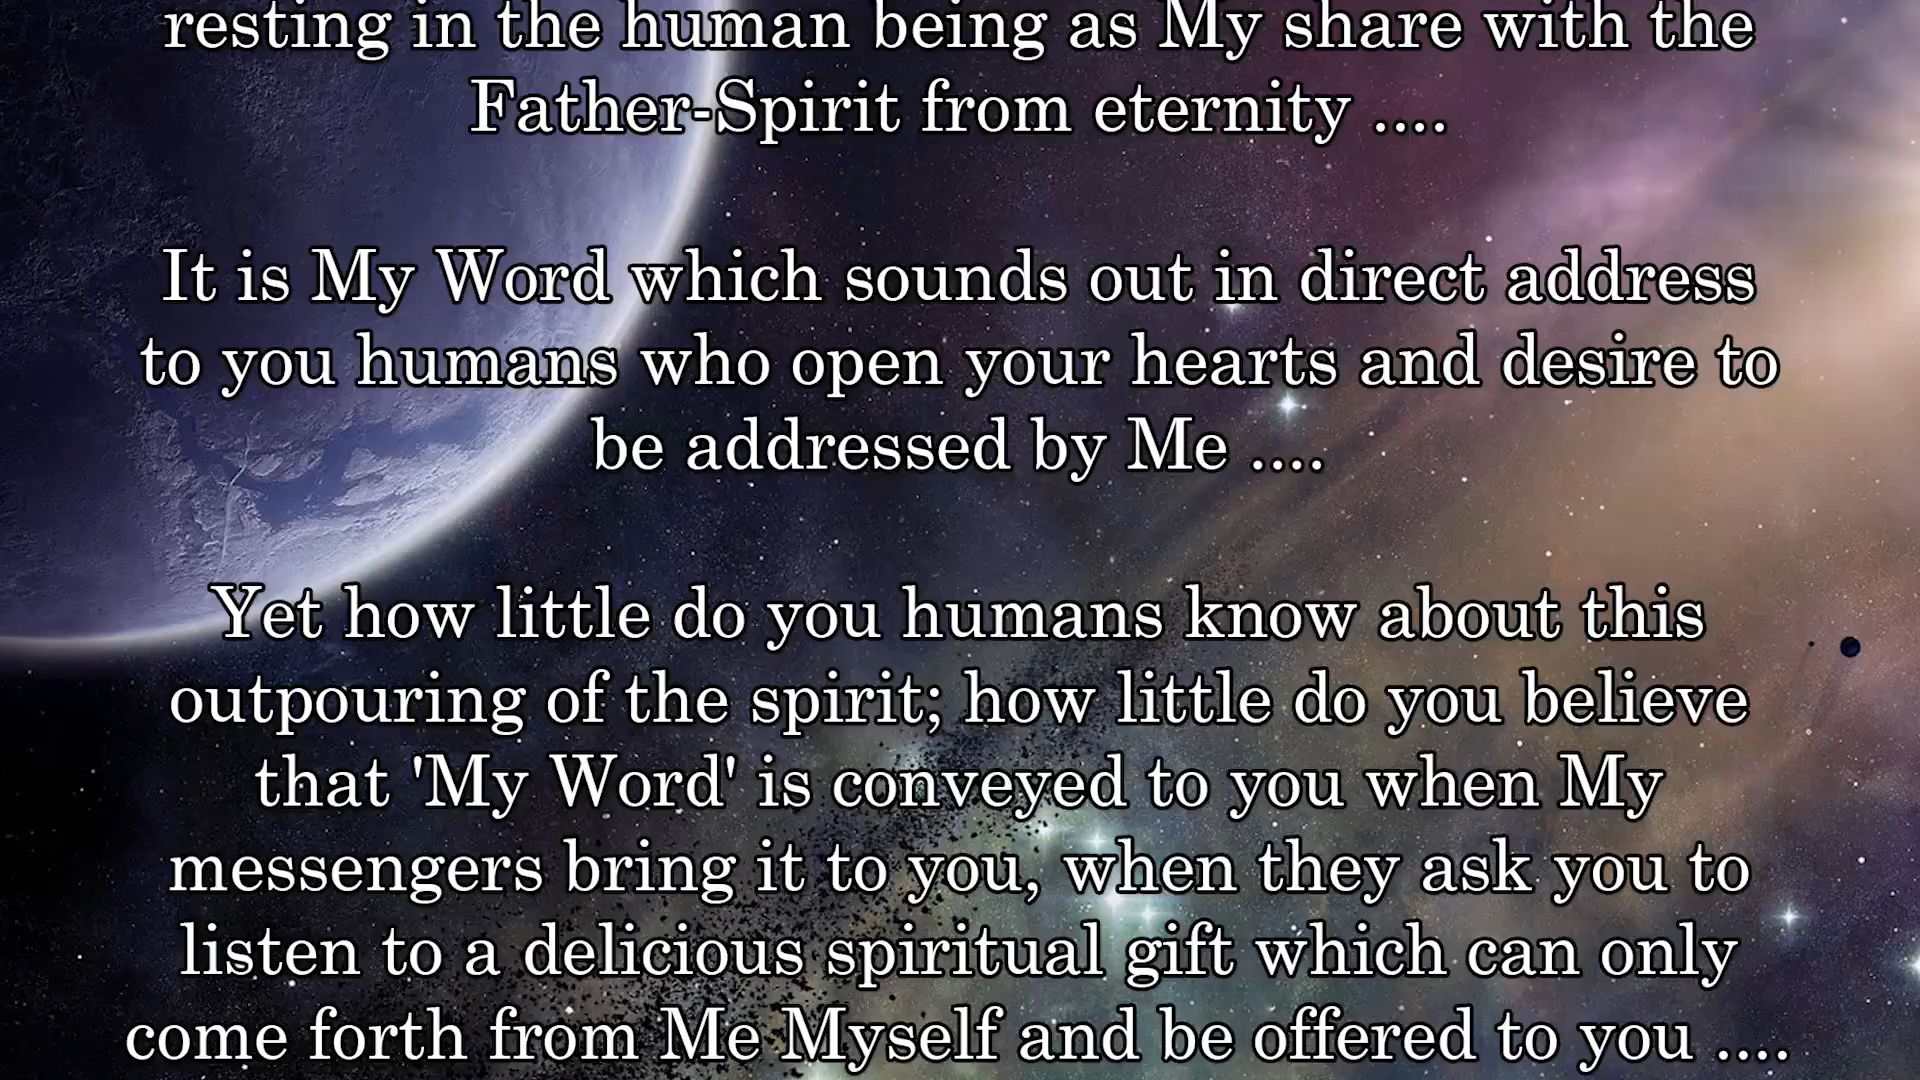 resting in the human being as My share with the
Father-Spirit from eternity ....
It is My Word which sounds out in direct address
to you humans who open your hearts and desire to
be addressed by Me ....
Yet how little do you humans know about this
outpouring of the spirit; how little do you believe
that 'My Word' is conveyed to you when My
messengers bring it to you, when they ask you to
listen to a delicious spiritual gift which can only
come forth from Me Myself and be offered to you ....